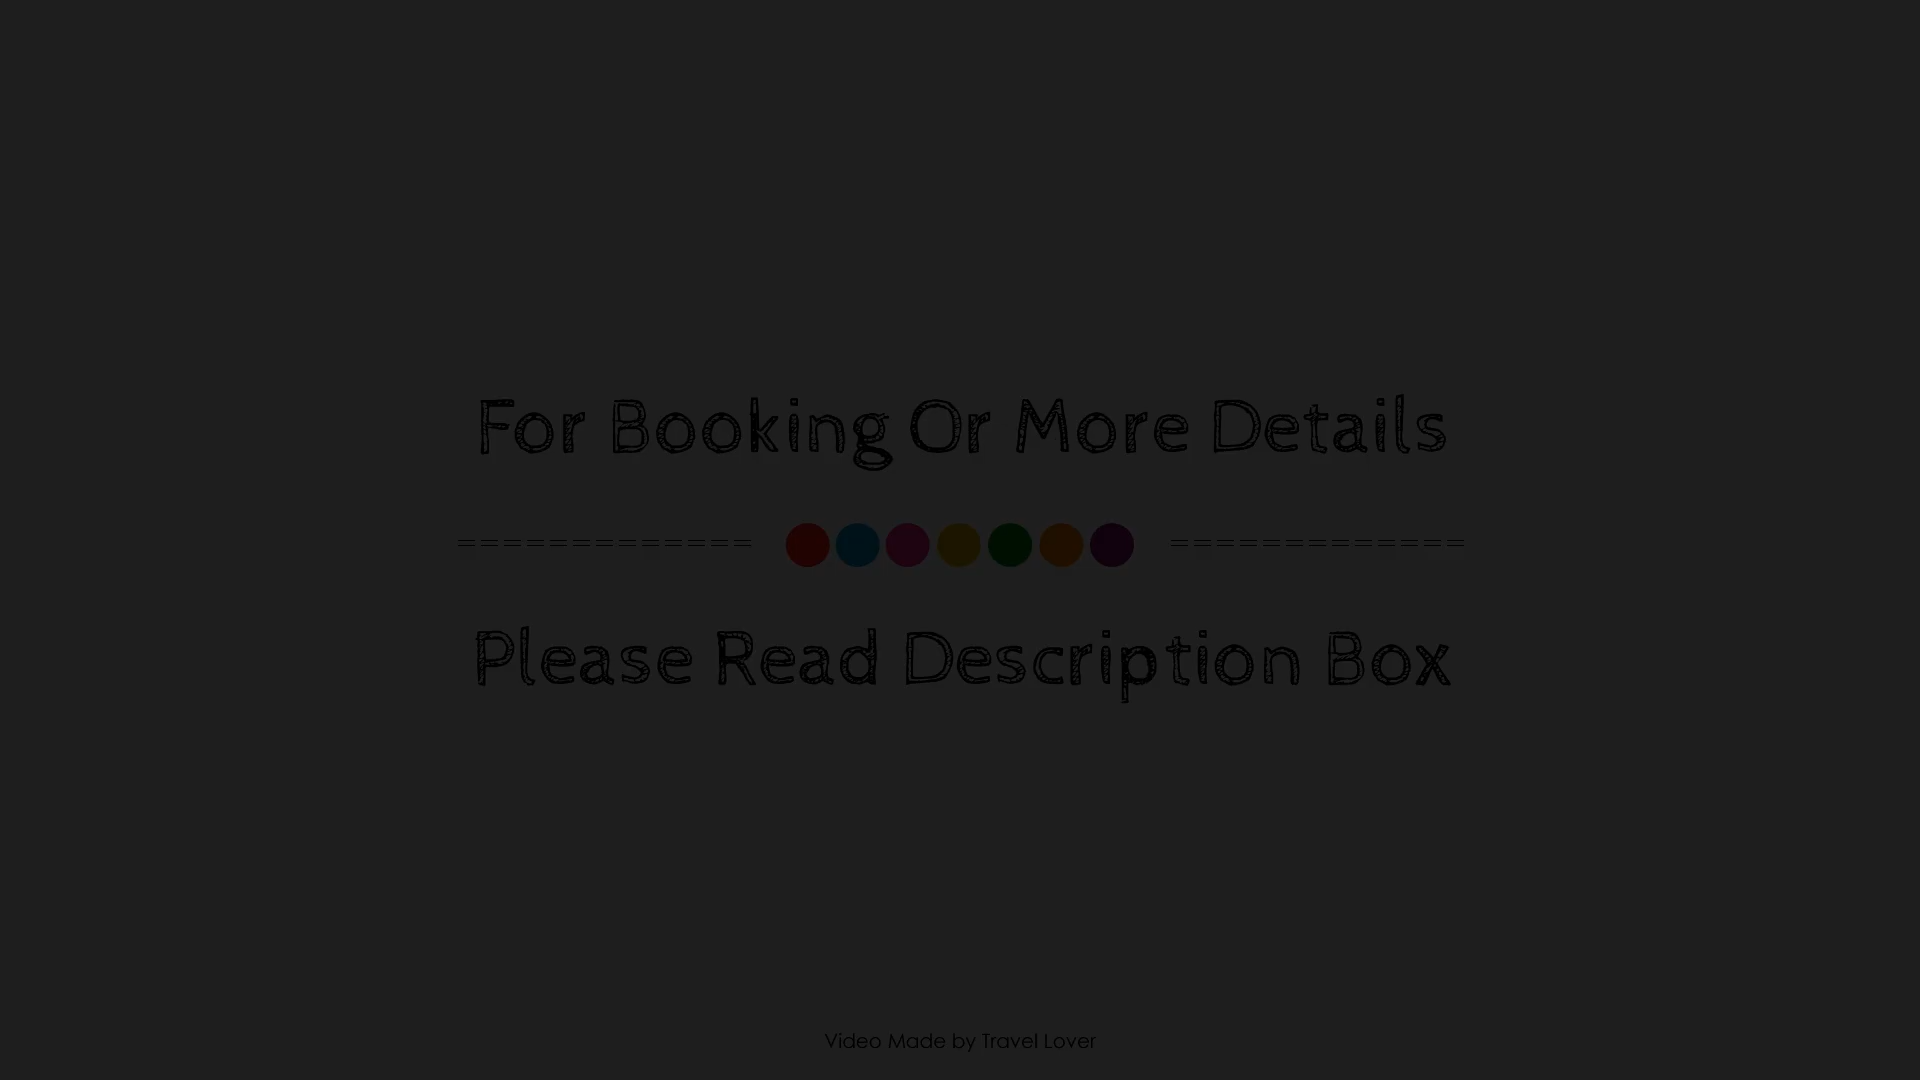 For Booking Or More Details
============= =============
Please Read Description Box
Video Made by Travel Lover